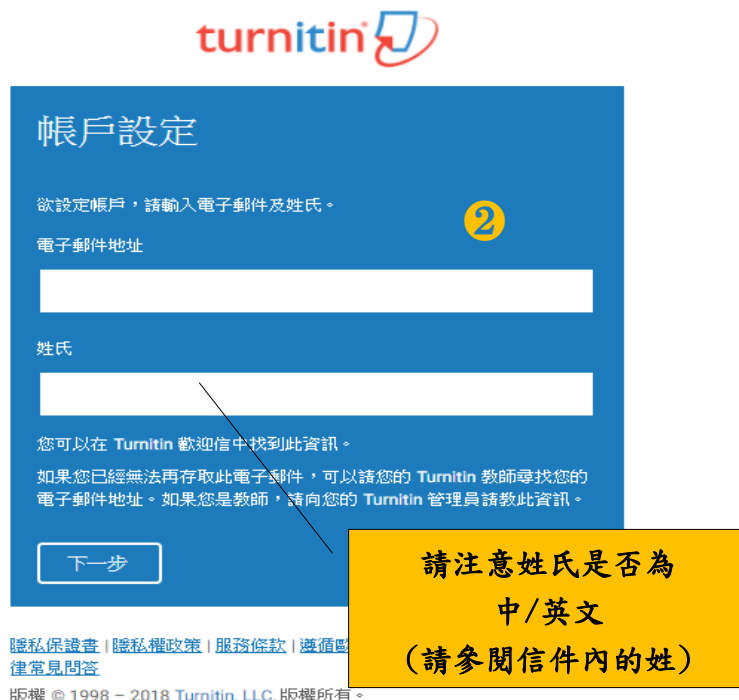 turnitin
帳戶設定
欲設定帳戶，請輸入電子郵件及姓氏。
2
電子郵件地址
姓氏
您可以在 Turnitin 歡迎信中找到此資訊。
如果您已經無法再存取此電子郵件，可以請您的 Turnitin 教師尋找您的
電子郵件地址。如果您是教師，請向您的 Turnitin 管理員請教此資訊。
下一步
請注意姓氏是否為
中/英文
(請參閱信件內的姓)
隱私保證書 | 隱私權政策 | 服務條款 | 遵循歐
律常見問答
版權 © 1998 – 2018 Turnitin, LLC. 版權所有。